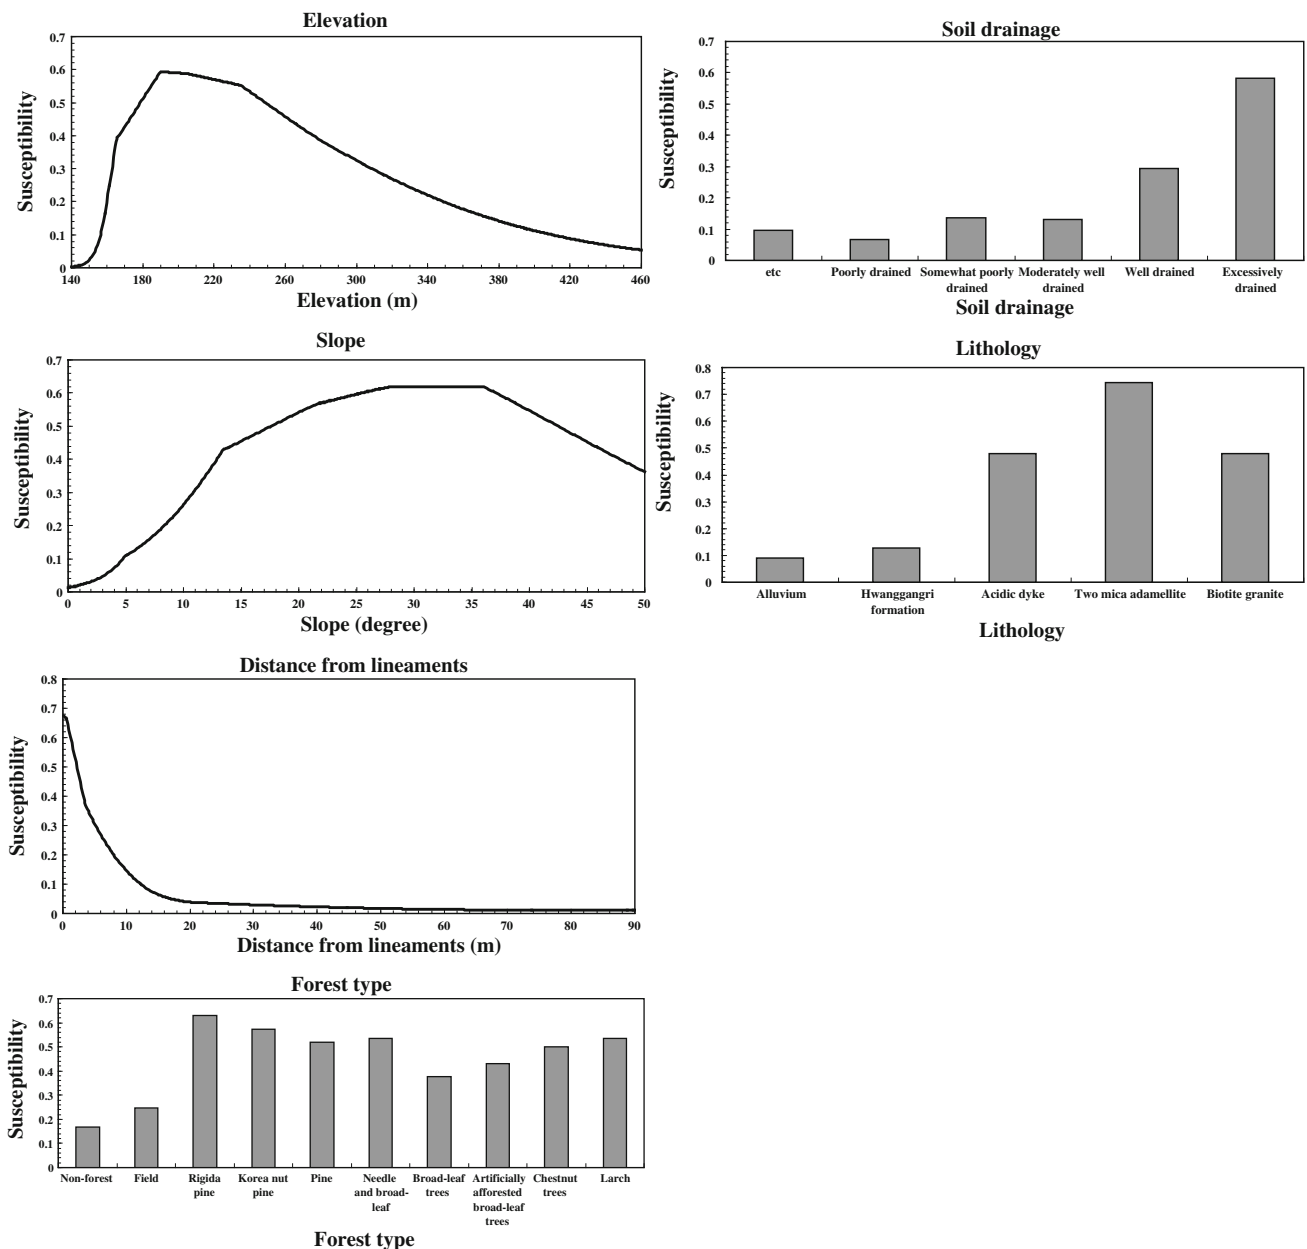 Elevation
Susceptibility
0.7
0.6
0.5
0.4
0.3
0.2
0.1
0
140 180 220 260 300 340 380 420 460
Elevation (m)
Slope
Susceptibility
0.7
0.6
0.5
0.4
0.3
0.2
0.1
0
0 5 10 15 20 25 30 35 40 45 50
Slope (degree)
Distance from lineaments
Susceptibility
0.8
0.7
0.6
0.5
0.4
0.3
0.2
0.1
0
0 10 20 30 40 50 60 70 80 90
Distance from lineaments (m)
Forest type
Susceptibility
0.7
0.6
0.5
0.4
0.3
0.2
0.1
0
Non-forest Field Rigida Korea nut Pine Needle Broad-leaf Artificially Chestnut Larch
pine pine and broad- trees afforested trees
leaf broad-leaf
trees
Forest type
Soil drainage
Susceptibility
0.7
0.6
0.5
0.4
0.3
0.2
0.1
0
etc Poorly drained Somewhat poorly Moderately well Well drained Excessively
drained drained drained
Soil drainage
Lithology
Susceptibility
0.8
0.7
0.6
0.5
0.4
0.3
0.2
0.1
0
Alluvium Hwanggangri Acidic dyke Two mica adamellite Biotite granite
formation
Lithology